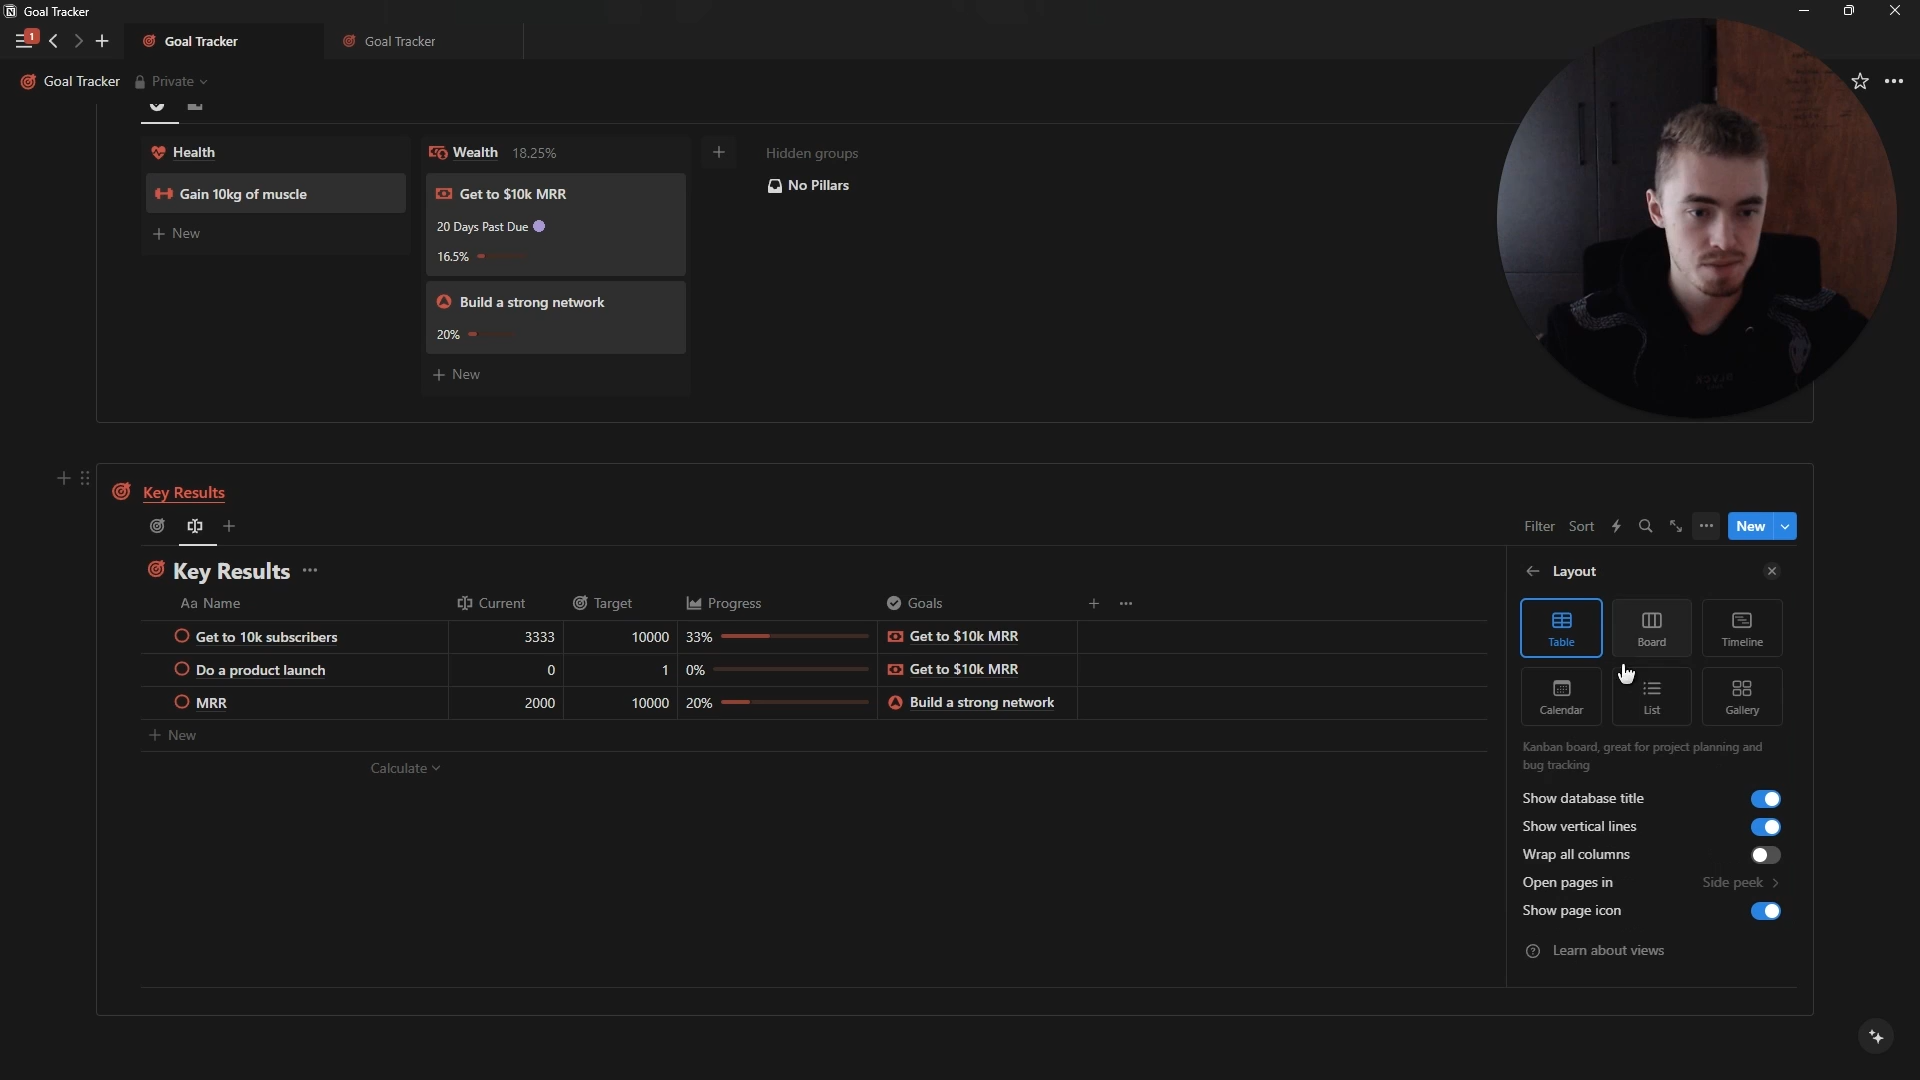 Goal Tracker
1
Goal Tracker
Goal Tracker
Goal Tracker Private
Health
Wealth 18.25%
Hidden groups
Gain 10kg of muscle
Get to $10k MRR
No Pillars
20 Days Past Due
New
16.5%
Build a strong network
20%
New
Key Results
Filter Sort New
Key Results
Layout
Aa Name Current Target Progress Goals
Get to 10k subscribers 3333 10000 33% Get to $10k MRR
Do a product launch 0 1 0% Get to $10k MRR
MRR 2000 10000 20% Build a strong network
New
Calculate
Table Board Timeline
Calendar List Gallery
Kanban board, great for project planning and
bug tracking
Show database title
Show vertical lines
Wrap all columns
Open pages in Side peek
Show page icon
Learn about views